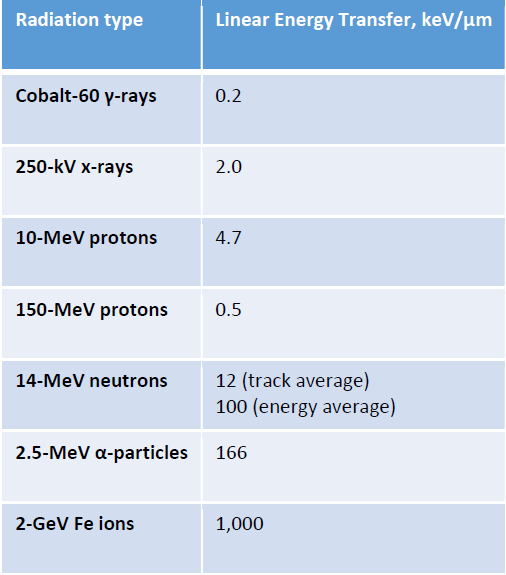 Radiation type Linear Energy Transfer, keV/µm
Cobalt-60 γ-rays 0.2
250-kV x-rays 2.0
10-MeV protons 4.7
150-MeV protons 0.5
14-MeV neutrons 12 (track average)
100 (energy average)
2.5-MeV α-particles 166
2-GeV Fe ions 1,000